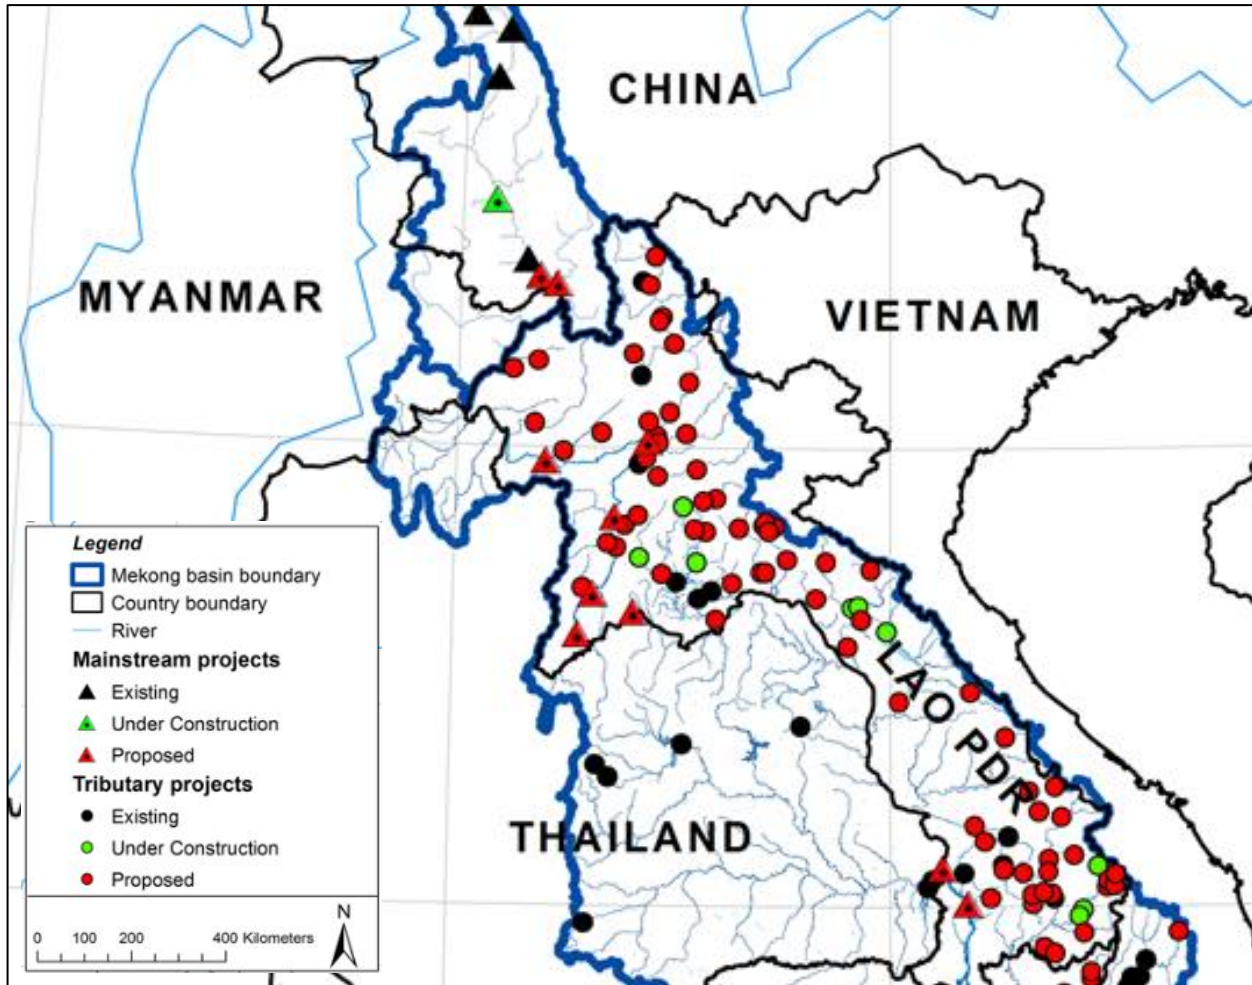 CHINA
MYANMAR
VIETNAM
LAO PDR
THAILAND
Legend
Mekong basin boundary
Country boundary
River
Mainstream projects
Existing
Under Construction
Proposed
Tributary projects
Existing
Under Construction
Proposed
N
0 100 200 400 Kilometers